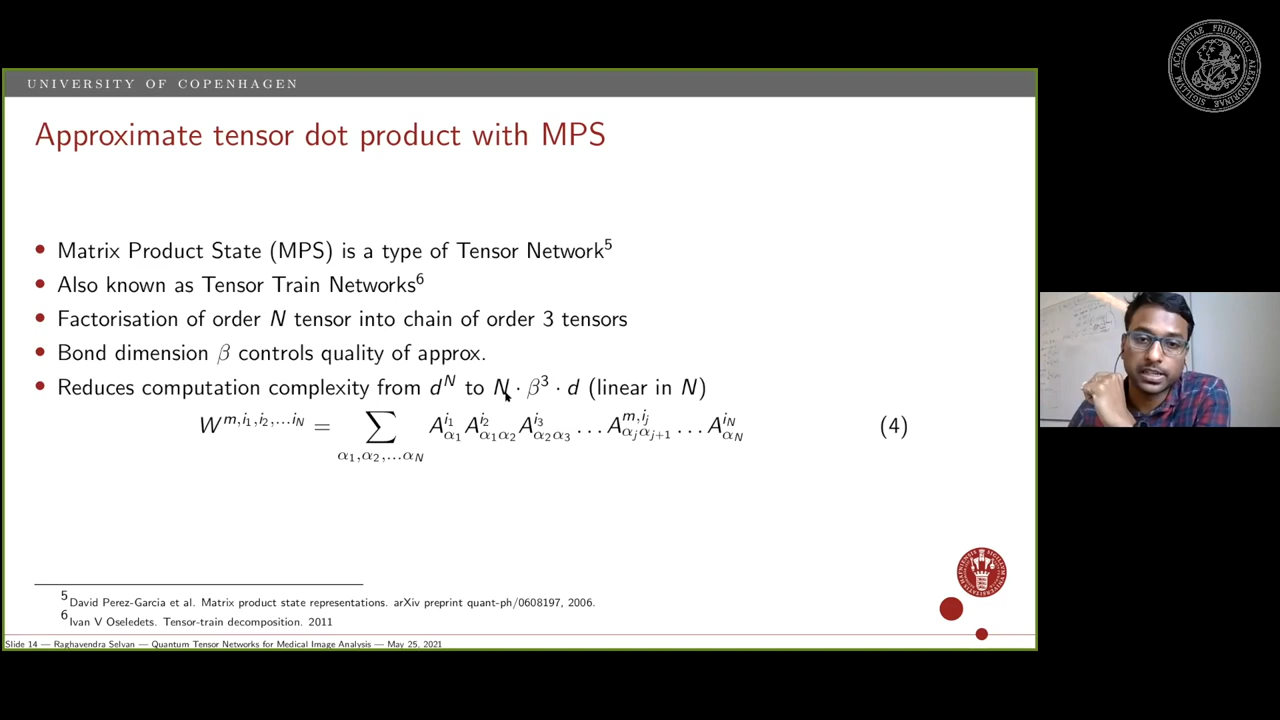 UNIVERSITY OF COPENHAGEN
Approximate tensor dot product with MPS
• Matrix Product State (MPS) is a type of Tensor Network⁵
• Also known as Tensor Train Networks⁶
• Factorisation of order N tensor into chain of order 3 tensors
• Bond dimension β controls quality of approx.
• Reduces computation complexity from d^N to N · β³ · d (linear in N)
W^{m,i_1,i_2,...i_N} = ∑_{α_1,α_2,...α_N} A^{i_1}_{α_1} A^{i_2}_{α_1α_2} A^{i_3}_{α_2α_3} ... A^{m,i_j}_{α_jα_{j+1}} ... A^{i_N}_{α_N} (4)
⁵David Perez-Garcia et al. Matrix product state representations. arXiv preprint quant-ph/0608197, 2006.
⁶Ivan V Oseledets. Tensor-train decomposition. 2011
Slide 14 — Raghavendra Selvan — Quantum Tensor Networks for Medical Image Analysis — May 25, 2021
ACADEMIAE FRIDERICO ALEXANDRINAE SIGILLVM